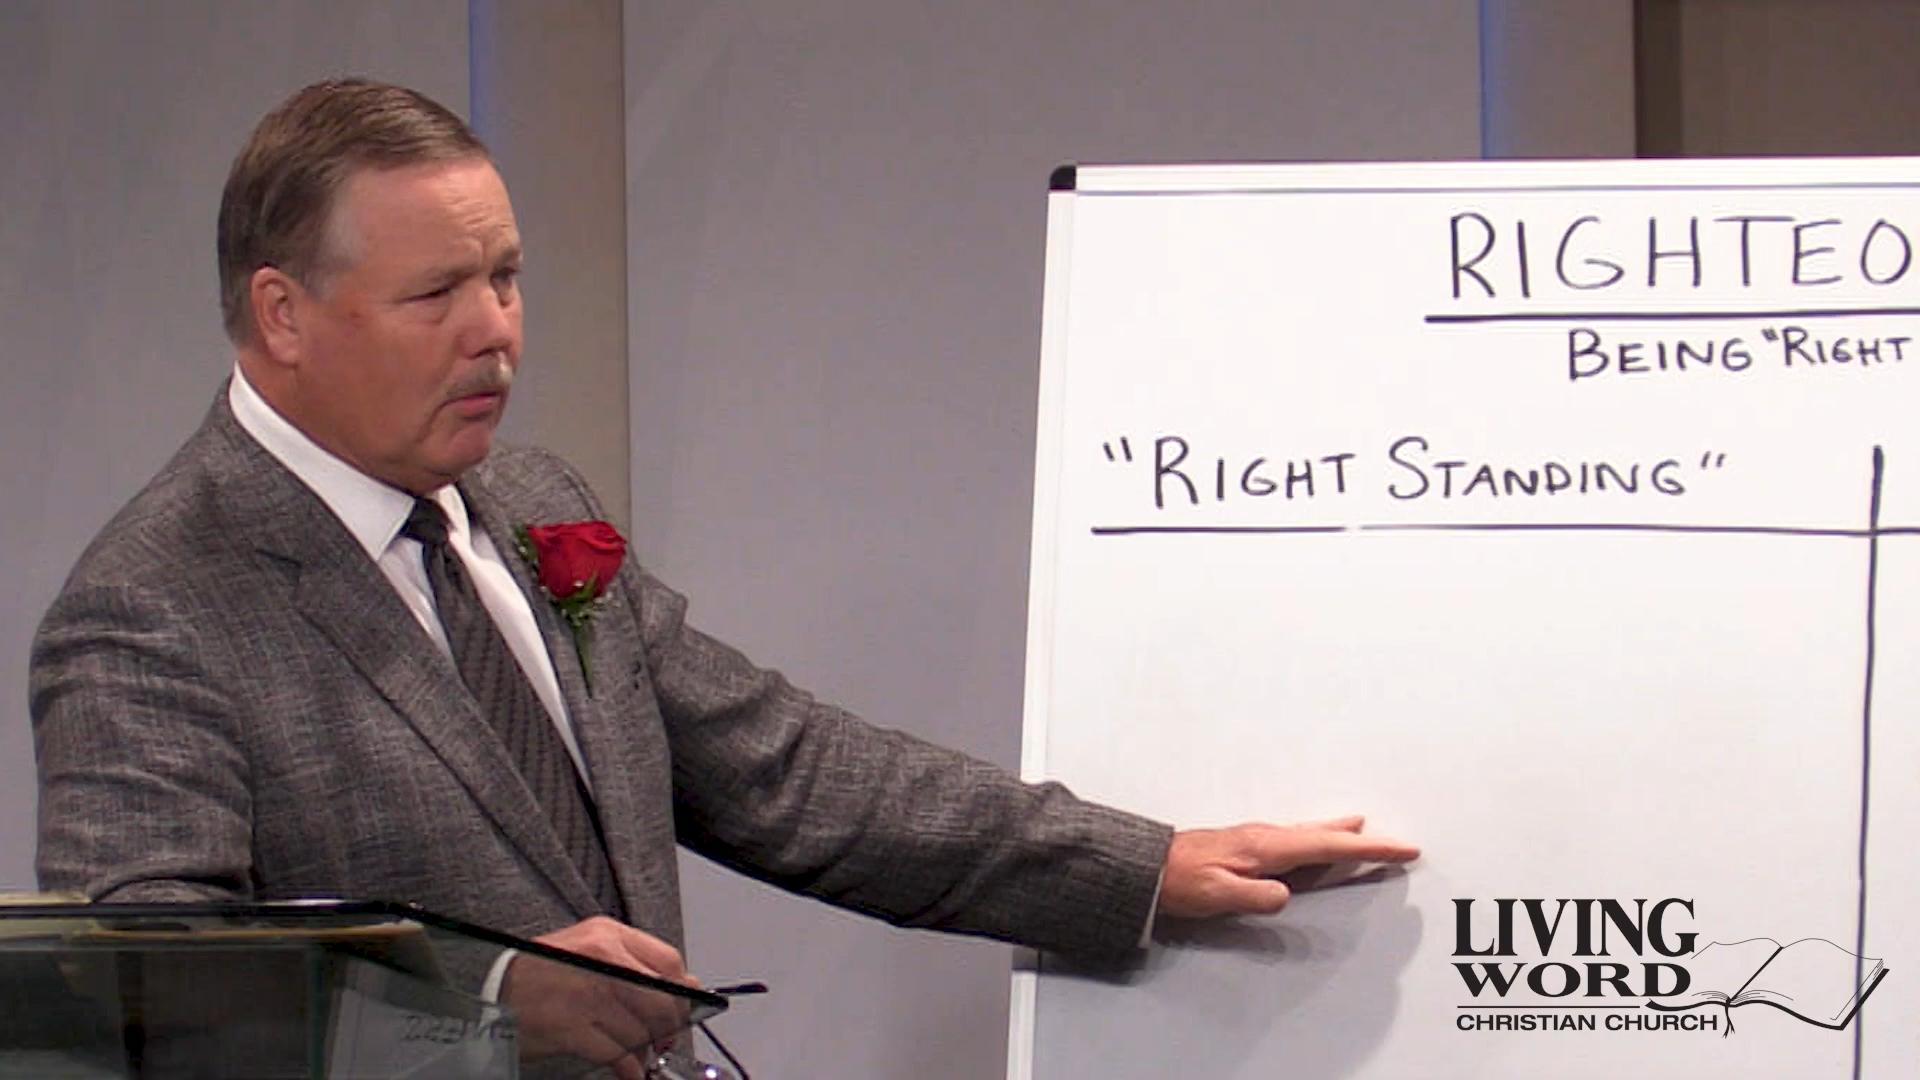 RIGHTEO
BEING "RIGHT
"RIGHT STANDING"
LIVING
WORD
CHRISTIAN CHURCH